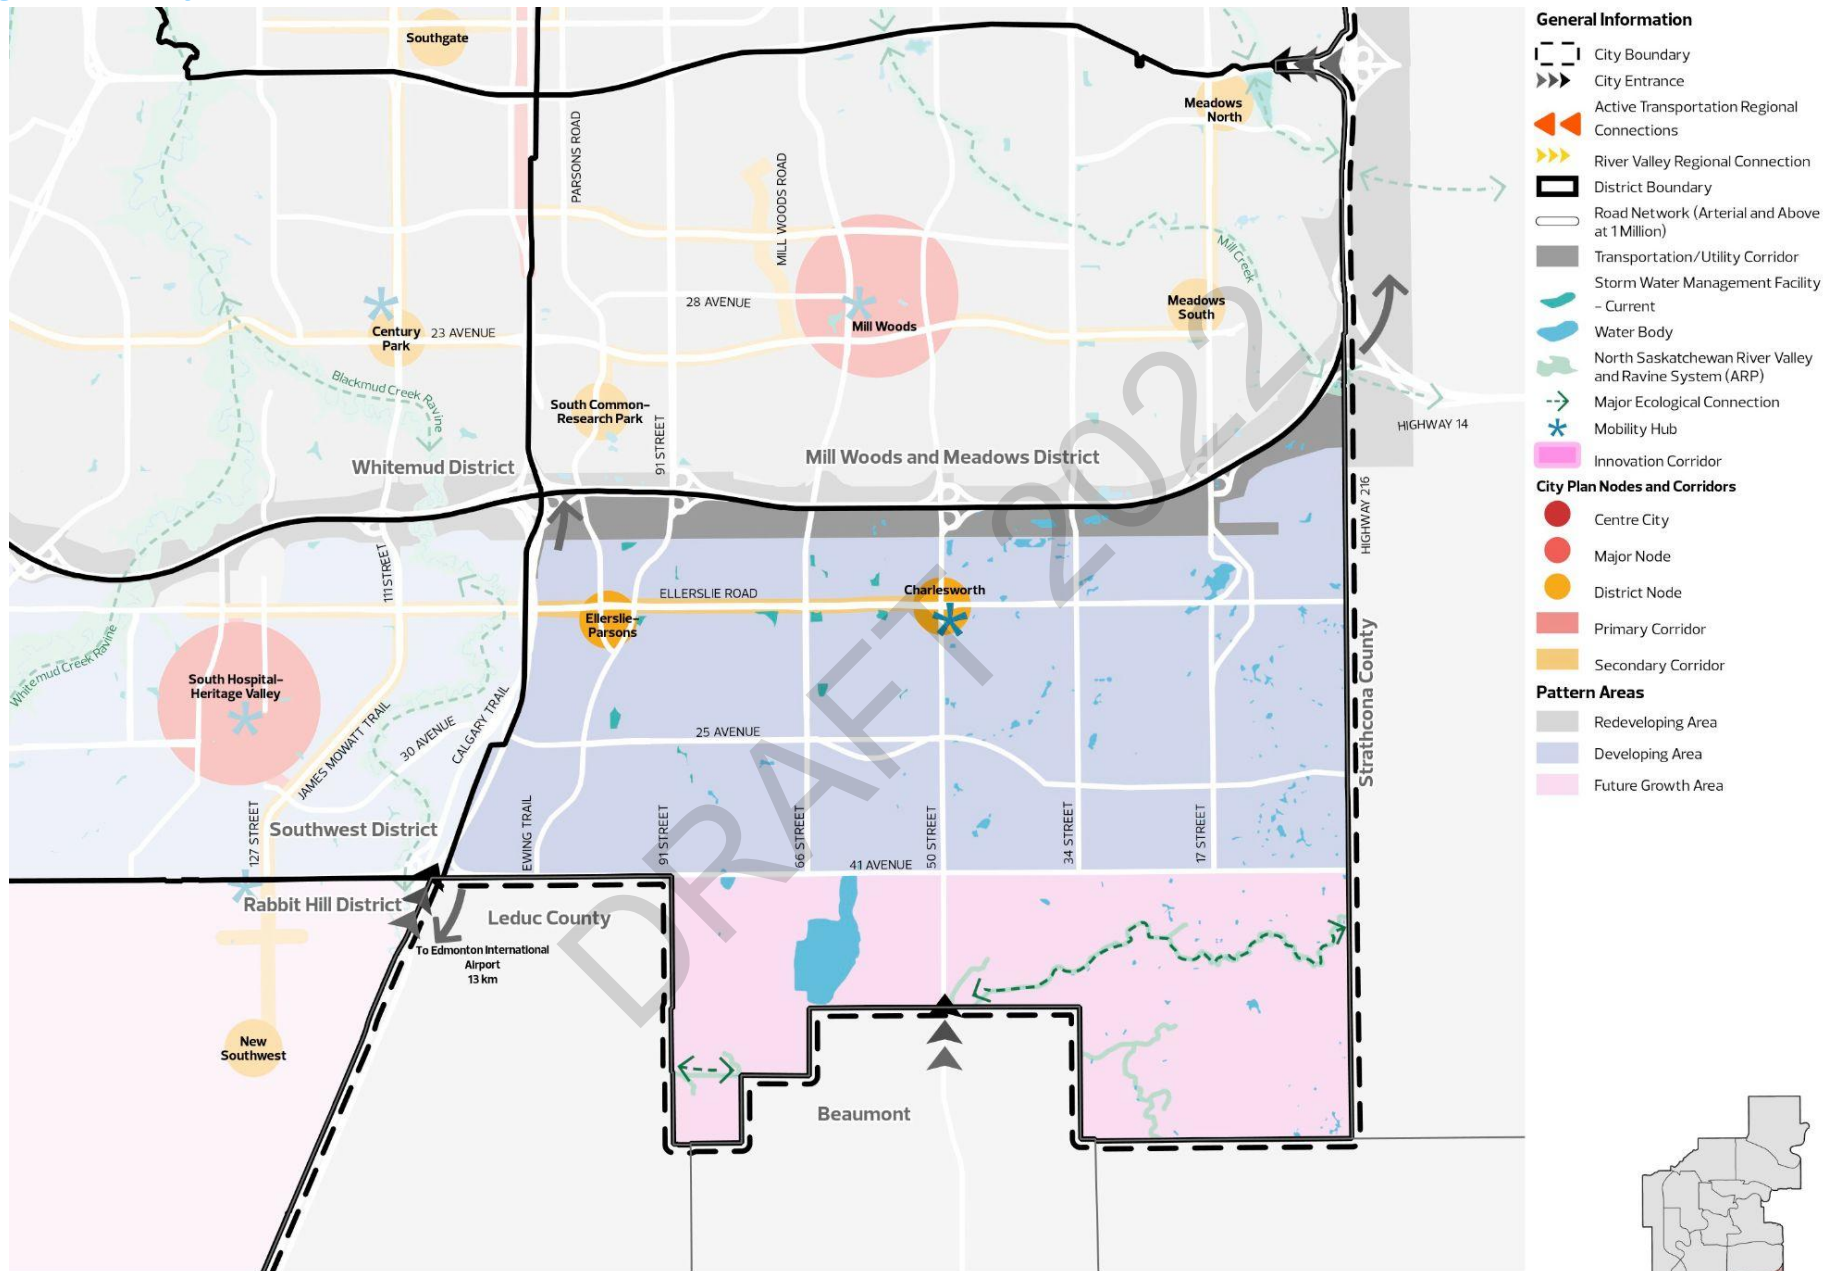 Southgate
PARSONS ROAD
MILL WOODS ROAD
Meadows
North
Mill Creek
28 AVENUE
Mill Woods
Meadows
South
Century
Park
23 AVENUE
Blackmud Creek Ravine
South Common-
Research Park
91 STREET
HIGHWAY 14
Whitemud District
Mill Woods and Meadows District
HIGHWAY 216
111 STREET
ELLERSLIE ROAD
Charlesworth
Ellerslie-
Parsons
Whitemud Creek Ravine
South Hospital-
Heritage Valley
Strathcona County
JAMES MOWATT TRAIL
30 AVENUE
CALGARY TRAIL
25 AVENUE
127 STREET
Southwest District
EWING TRAIL
91 STREET
66 STREET
50 STREET
34 STREET
17 STREET
41 AVENUE
Rabbit Hill District
Leduc County
To Edmonton International
Airport
13 km
New
Southwest
Beaumont
DRAFT 2022
General Information
City Boundary
City Entrance
Active Transportation Regional
Connections
River Valley Regional Connection
District Boundary
Road Network (Arterial and Above
at 1 Million)
Transportation/Utility Corridor
Storm Water Management Facility
- Current
Water Body
North Saskatchewan River Valley
and Ravine System (ARP)
Major Ecological Connection
Mobility Hub
Innovation Corridor
City Plan Nodes and Corridors
Centre City
Major Node
District Node
Primary Corridor
Secondary Corridor
Pattern Areas
Redeveloping Area
Developing Area
Future Growth Area